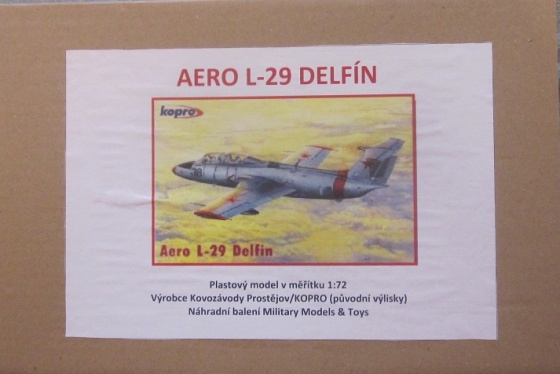 AERO L-29 DELFÍN
kopro
Aero L-29 Delfin
Plastový model v měřítku 1:72
Výrobce Kovozávody Prostějov/KOPRO (původní výlisky)
Náhradní balení Military Models & Toys